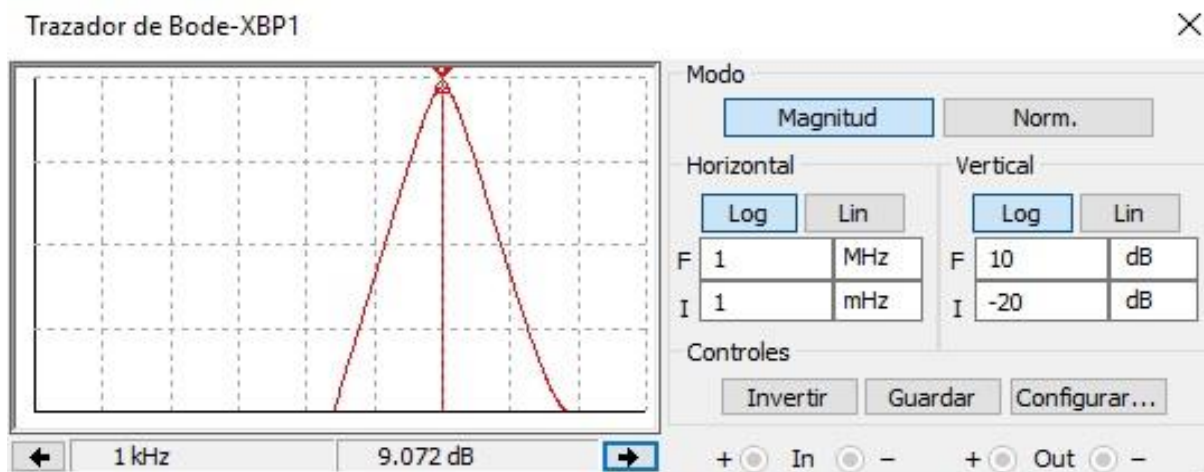 Trazador de Bode-XBP1
Modo
Magnitud Norm.
Horizontal Vertical
Log Lin Log Lin
F 1 MHz F 10 dB
I 1 mHz I -20 dB
Controles
Invertir Guardar Configurar...
1 kHz 9.072 dB + In − + Out −